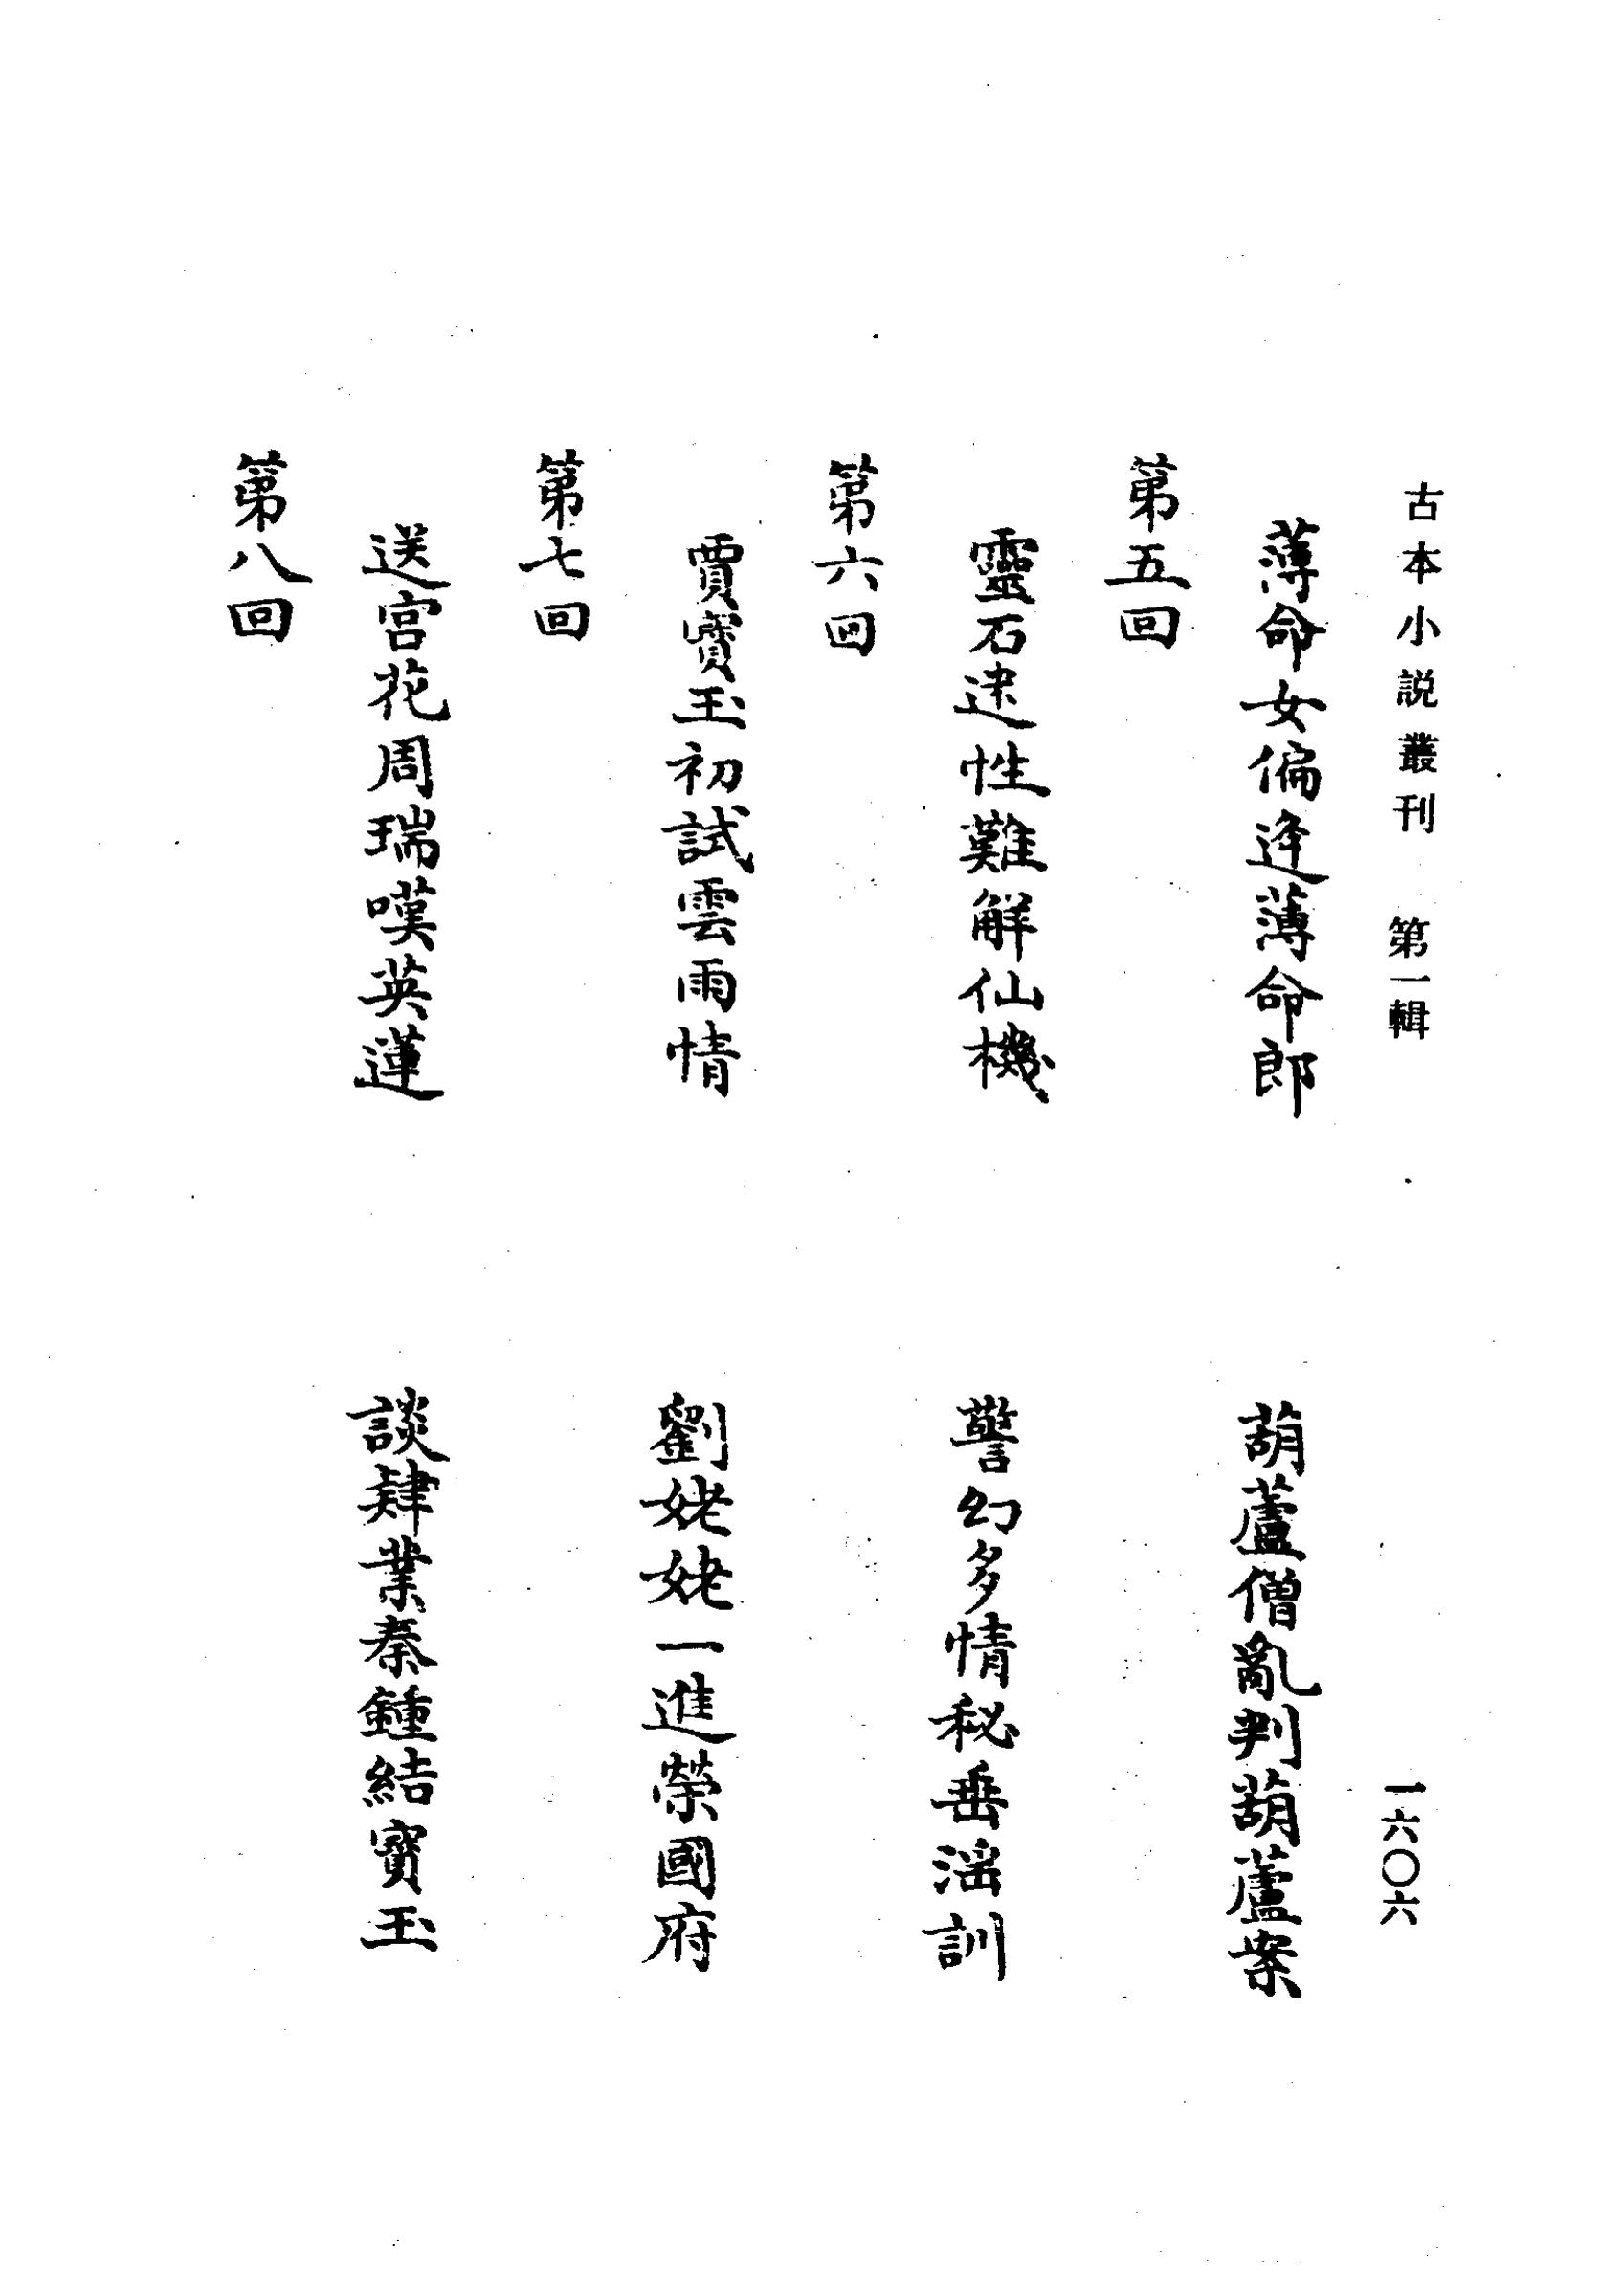 古本小説叢刊 第一輯 一六〇六
薄命女偏逢薄命郎 葫蘆僧亂判葫蘆案
第五回
靈石迷性難解仙機 警幻多情秘垂滛訓
第六回
賈寶玉初試雲雨情 劉姥姥一進榮國府
第七回
送宮花周瑞嘆英蓮 談肄業秦鍾結寶玉
第八回